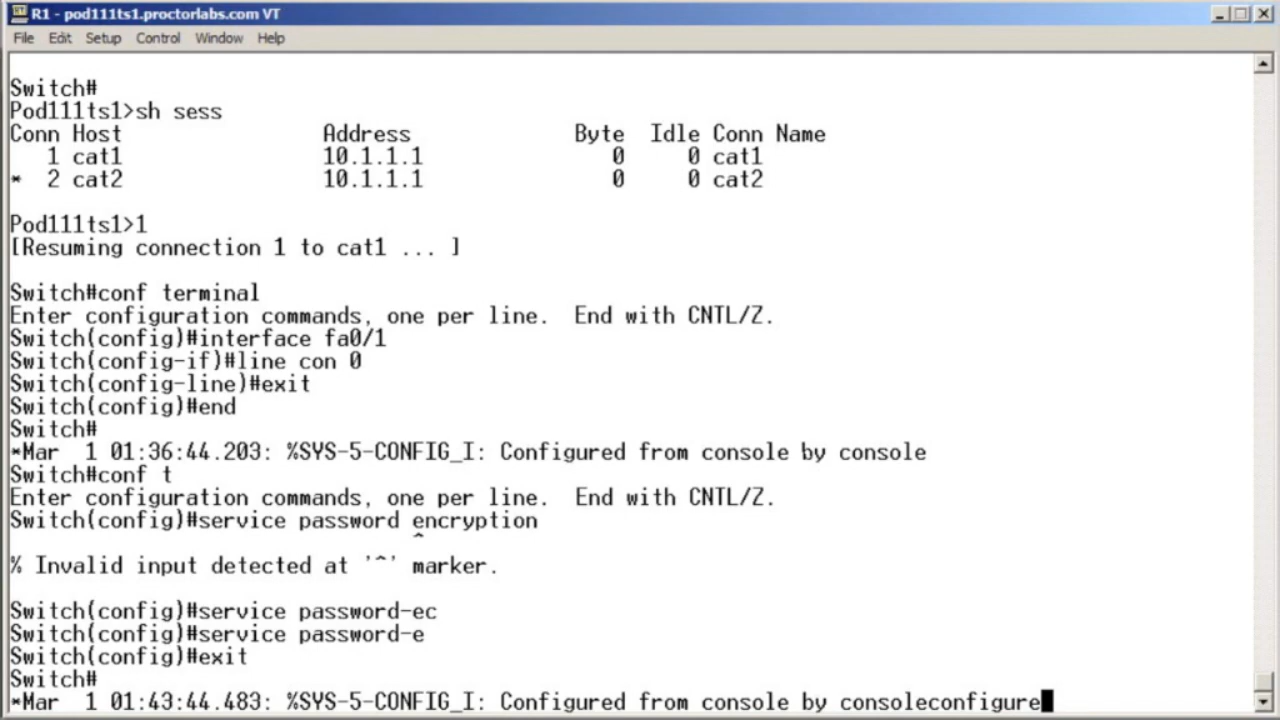 R1 - pod111ts1.proctorlabs.com VT
File Edit Setup Control Window Help
Switch#
Pod111ts1>sh sess
Conn Host Address Byte Idle Conn Name
1 cat1 10.1.1.1 0 0 cat1
* 2 cat2 10.1.1.1 0 0 cat2
Pod111ts1>1
[Resuming connection 1 to cat1 ... ]
Switch#conf terminal
Enter configuration commands, one per line. End with CNTL/Z.
Switch(config)#interface fa0/1
Switch(config-if)#line con 0
Switch(config-line)#exit
Switch(config)#end
Switch#
*Mar 1 01:36:44.203: %SYS-5-CONFIG_I: Configured from console by console
Switch#conf t
Enter configuration commands, one per line. End with CNTL/Z.
Switch(config)#service password encryption
^
% Invalid input detected at '^' marker.
Switch(config)#service password-ec
Switch(config)#service password-e
Switch(config)#exit
Switch#
*Mar 1 01:43:44.483: %SYS-5-CONFIG_I: Configured from console by consoleconfigure